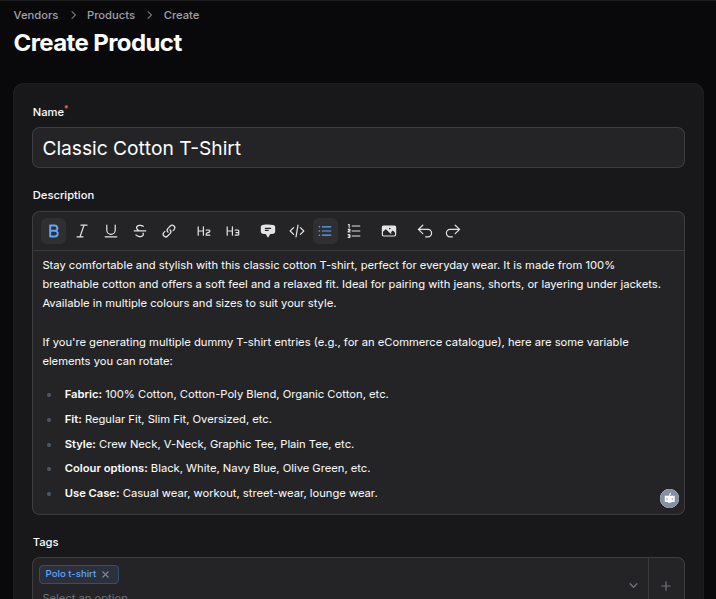 Vendors > Products > Create
Create Product
Name*
Classic Cotton T-Shirt
Description
B I U S H2 H3 </>
Stay comfortable and stylish with this classic cotton T-shirt, perfect for everyday wear. It is made from 100%
breathable cotton and offers a soft feel and a relaxed fit. Ideal for pairing with jeans, shorts, or layering under jackets.
Available in multiple colours and sizes to suit your style.
If you're generating multiple dummy T-shirt entries (e.g., for an eCommerce catalogue), here are some variable
elements you can rotate:
• Fabric: 100% Cotton, Cotton-Poly Blend, Organic Cotton, etc.
• Fit: Regular Fit, Slim Fit, Oversized, etc.
• Style: Crew Neck, V-Neck, Graphic Tee, Plain Tee, etc.
• Colour options: Black, White, Navy Blue, Olive Green, etc.
• Use Case: Casual wear, workout, street-wear, lounge wear.
Tags
Polo t-shirt ×
Select an option